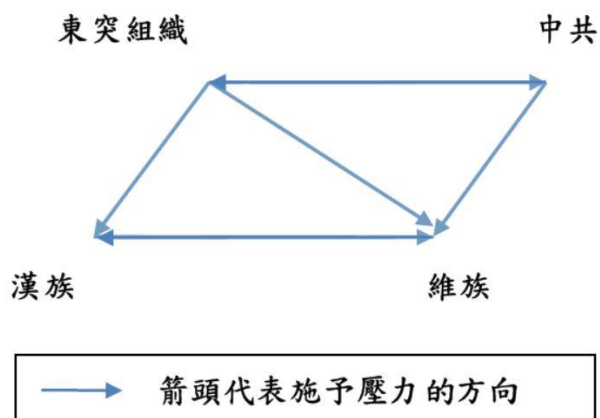 東突組織
中共
漢族
維族
箭頭代表施予壓力的方向